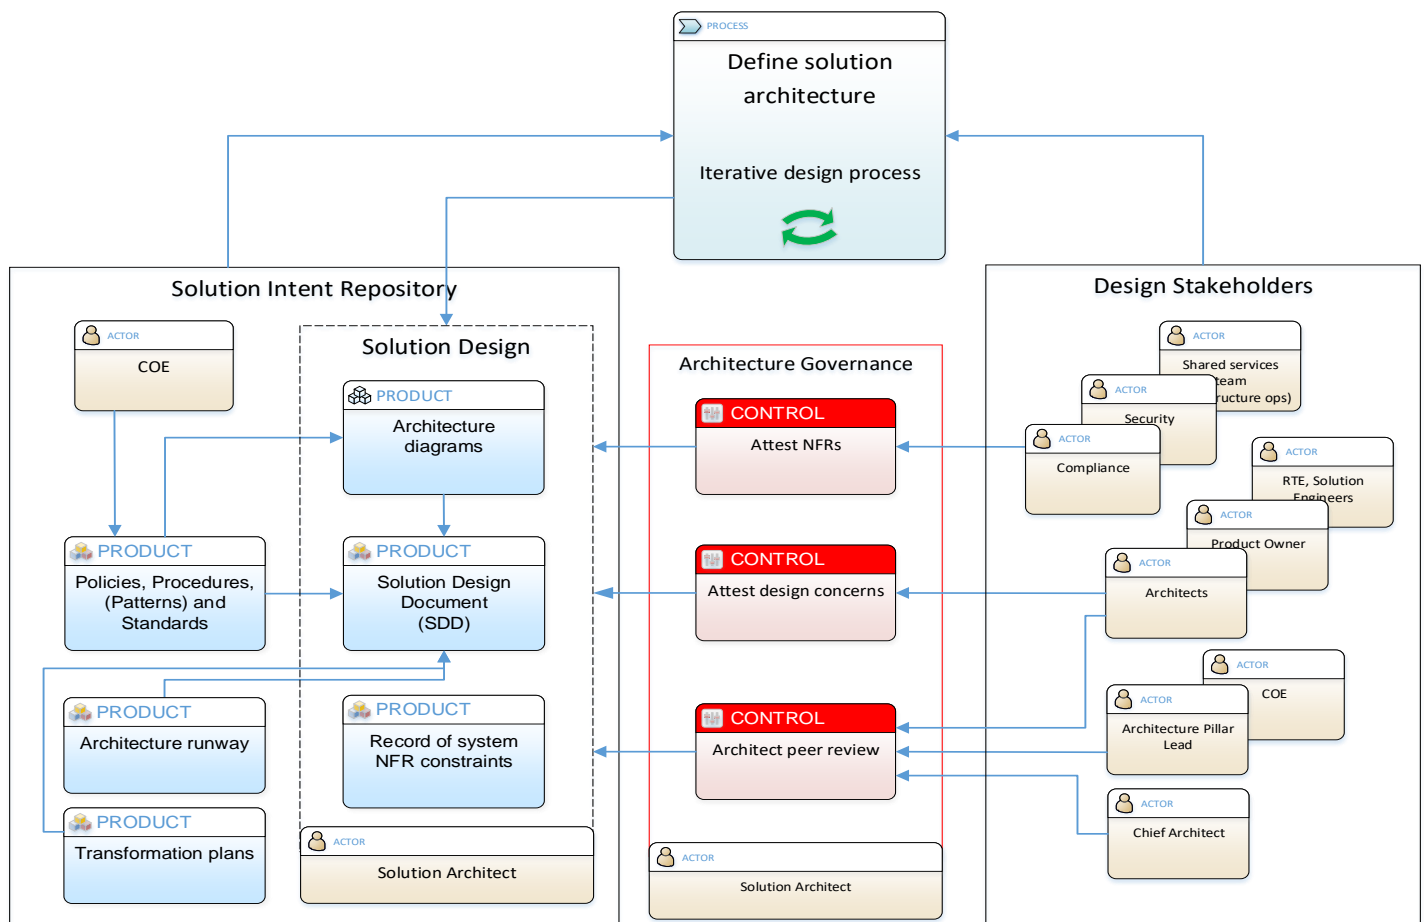 PROCESS
Define solution
architecture
Iterative design process
Solution Intent Repository
ACTOR
COE
Solution Design
PRODUCT
Architecture
diagrams
PRODUCT
Policies, Procedures,
(Patterns) and
Standards
PRODUCT
Solution Design
Document
(SDD)
PRODUCT
Architecture runway
PRODUCT
Record of system
NFR constraints
PRODUCT
Transformation plans
ACTOR
Solution Architect
Architecture Governance
CONTROL
Attest NFRs
CONTROL
Attest design concerns
CONTROL
Architect peer review
ACTOR
Solution Architect
Design Stakeholders
ACTOR
Shared services
team
structure ops)
ACTOR
Security
ACTOR
Compliance
ACTOR
RTE, Solution
Engineers
ACTOR
Product Owner
ACTOR
Architects
ACTOR
COE
ACTOR
Architecture Pillar
Lead
ACTOR
Chief Architect